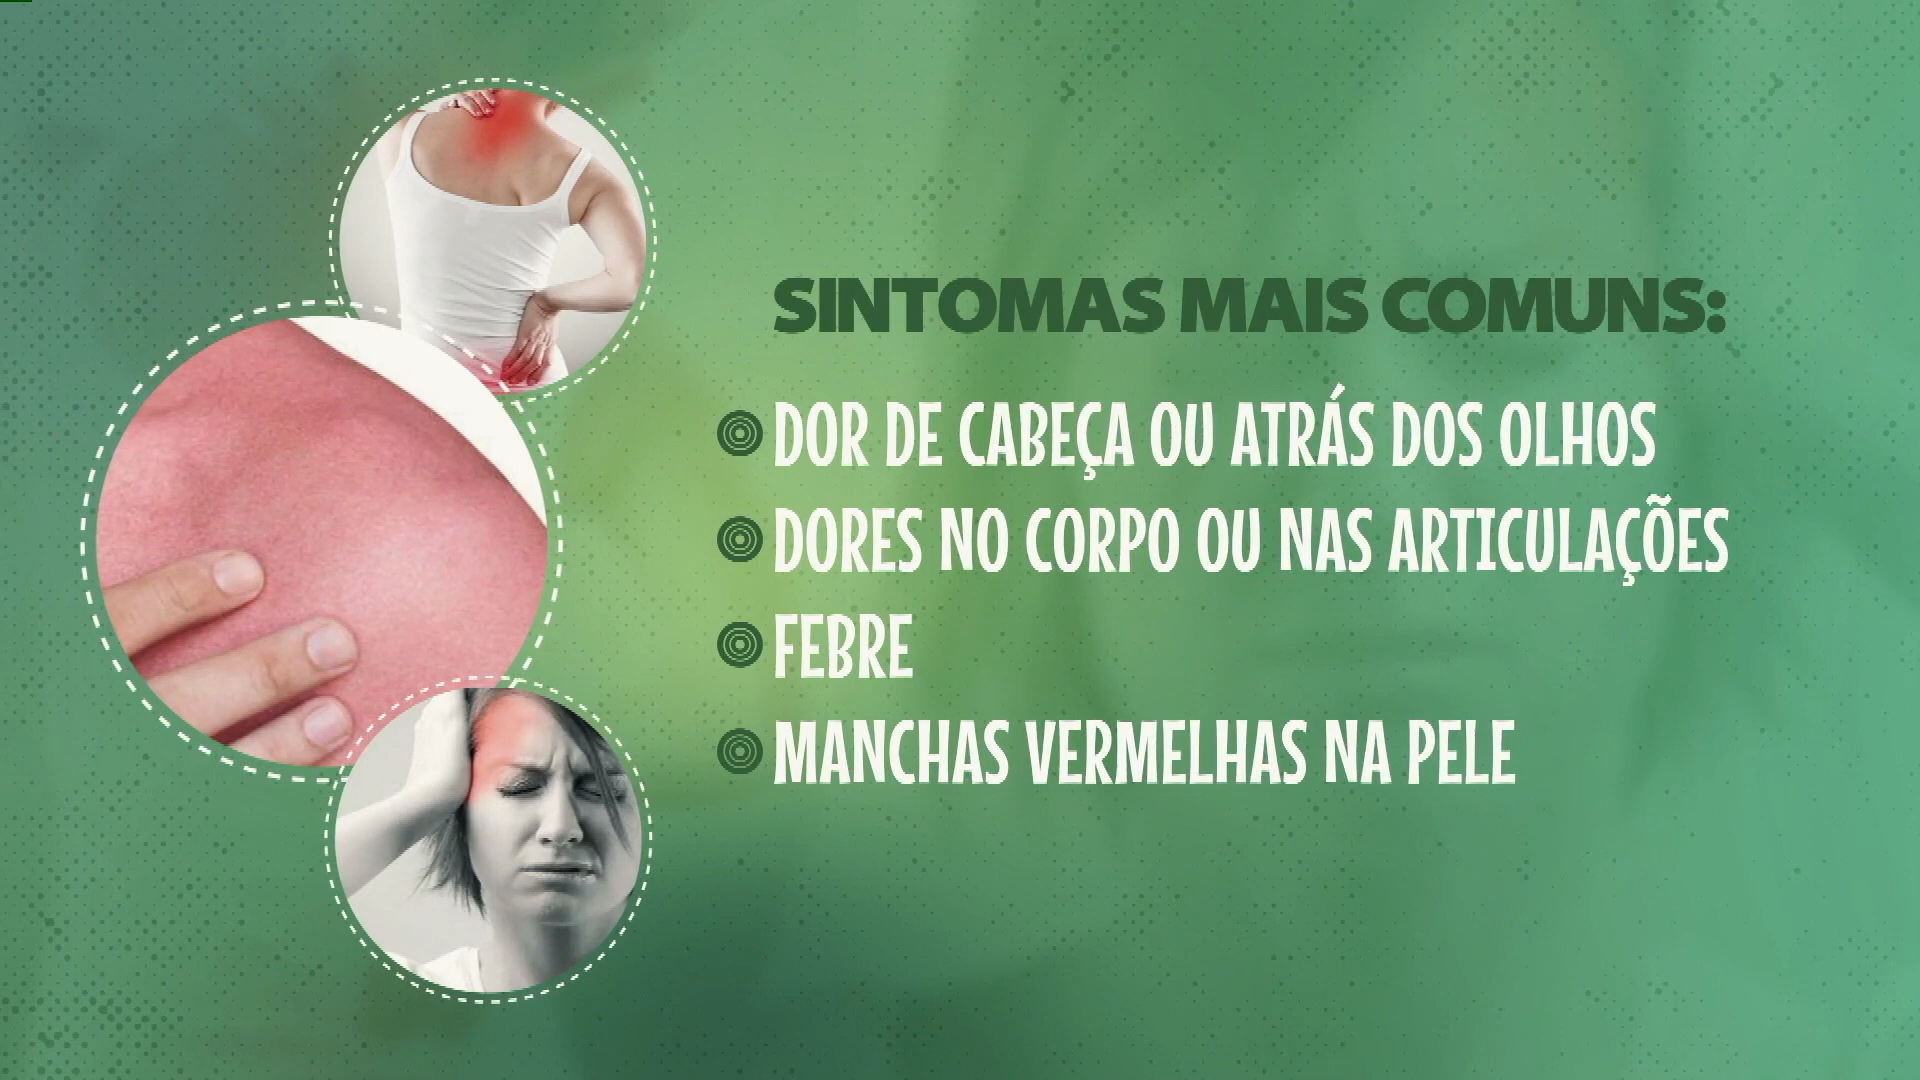 SINTOMAS MAIS COMUNS:
DOR DE CABEÇA OU ATRÁS DOS OLHOS
DORES NO CORPO OU NAS ARTICULAÇÕES
FEBRE
MANCHAS VERMELHAS NA PELE